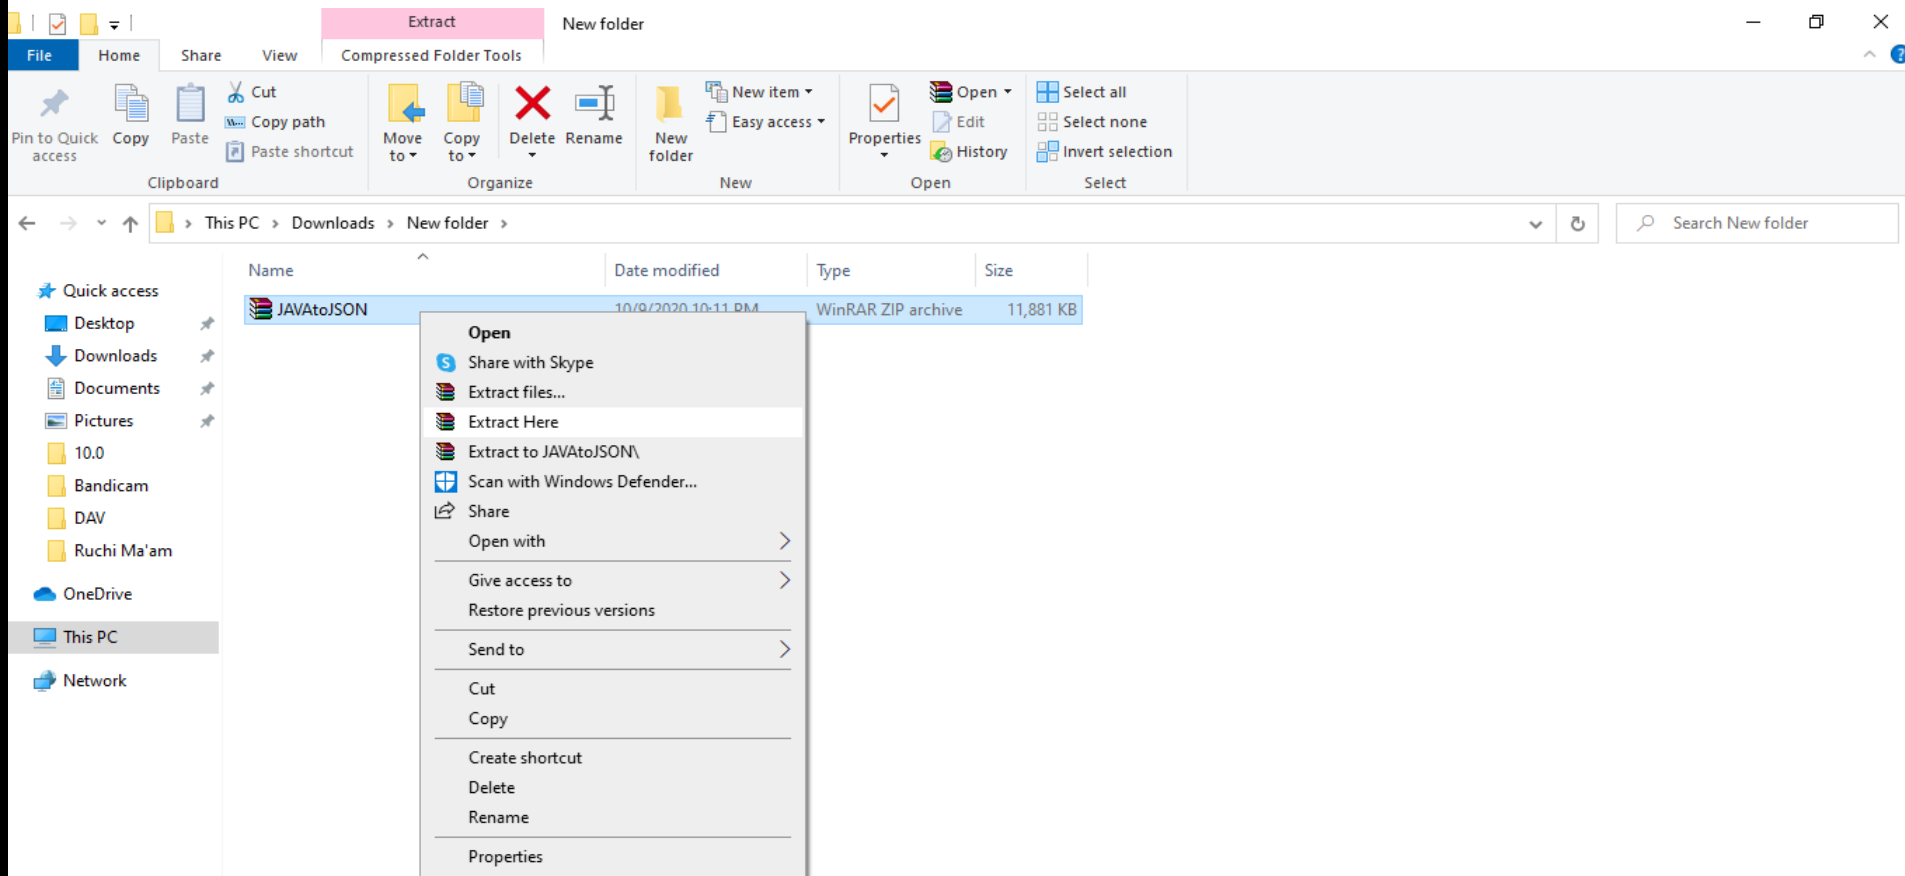 Extract New folder
File Home Share View Compressed Folder Tools
Pin to Quick access
Copy
Paste
Cut
Copy path
Paste shortcut
Clipboard
Move to
Copy to
Delete
Rename
Organize
New folder
New item
Easy access
New
Properties
Open
Edit
History
Open
Select all
Select none
Invert selection
Select
This PC Downloads New folder
Search New folder
Quick access
Desktop
Downloads
Documents
Pictures
10.0
Bandicam
DAV
Ruchi Ma'am
OneDrive
This PC
Network
Name Date modified Type Size
JAVAtoJSON 10/9/2020 10:11 PM WinRAR ZIP archive 11,881 KB
Open
Share with Skype
Extract files...
Extract Here
Extract to JAVAtoJSON\
Scan with Windows Defender...
Share
Open with
Give access to
Restore previous versions
Send to
Cut
Copy
Create shortcut
Delete
Rename
Properties